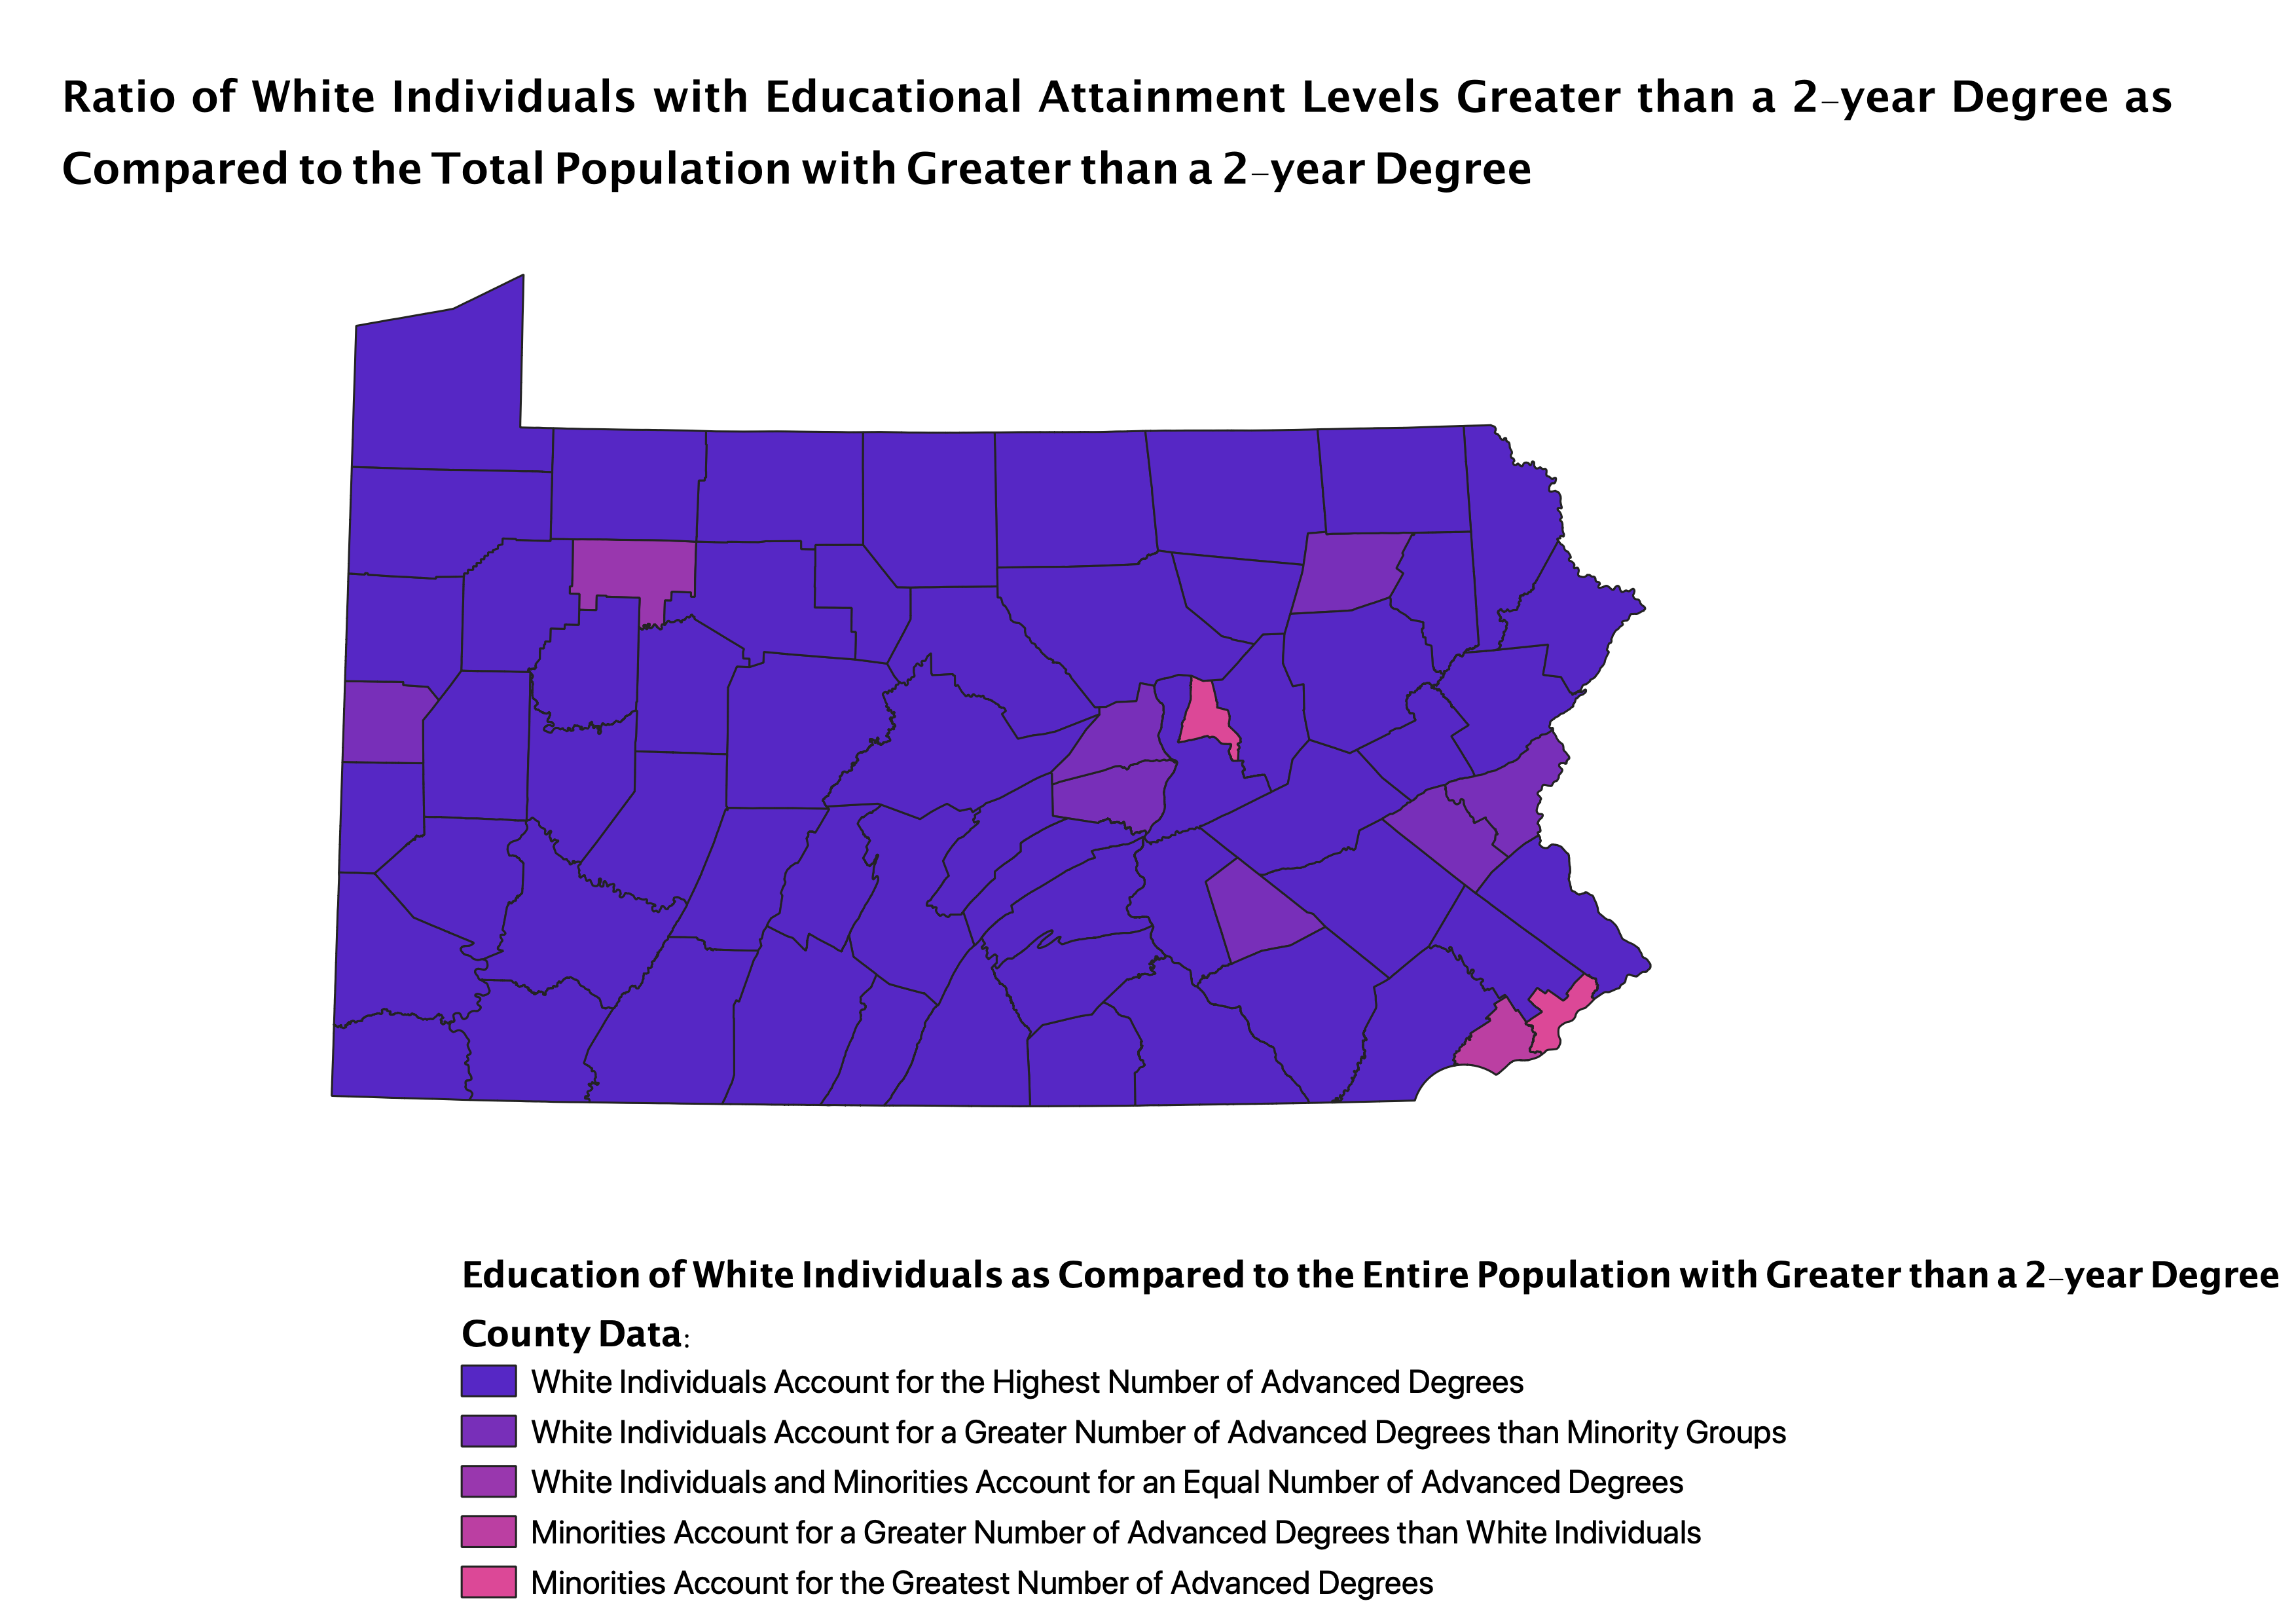 Ratio of White Individuals with Educational Attainment Levels Greater than a 2-year Degree as
Compared to the Total Population with Greater than a 2-year Degree
Education of White Individuals as Compared to the Entire Population with Greater than a 2-year Degree
County Data:
White Individuals Account for the Highest Number of Advanced Degrees
White Individuals Account for a Greater Number of Advanced Degrees than Minority Groups
White Individuals and Minorities Account for an Equal Number of Advanced Degrees
Minorities Account for a Greater Number of Advanced Degrees than White Individuals
Minorities Account for the Greatest Number of Advanced Degrees